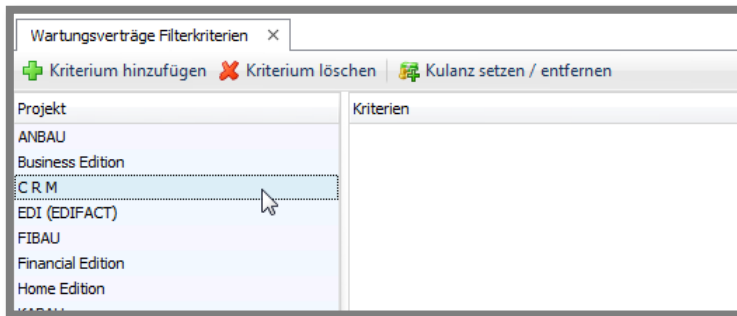 Wartungsverträge Filterkriterien
Kriterium hinzufügen Kriterium löschen Kulanz setzen / entfernen
Projekt Kriterien
ANBAU
Business Edition
C R M
EDI (EDIFACT)
FIBAU
Financial Edition
Home Edition